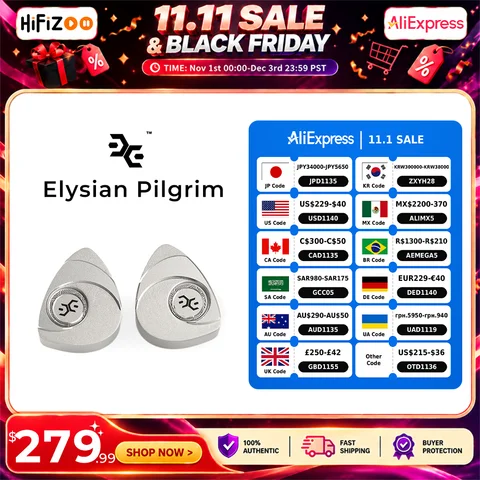 HiFiZOO
11.11 SALE
& BLACK FRIDAY
TIME: Nov 1st 00:00-Dec 3rd 23:59 PST
AliExpress
%
%
™
Elysian Pilgrim
AliExpress | 11.1 SALE
JP Code
JPY34000-JPY5650
JPD1135
KR Code
KRW300000-KRW38000
ZXYH28
US Code
US$229-$40
USD1140
MX Code
MX$2200-370
ALIMX5
CA Code
C$300-C$50
CAD1135
BR Code
R$1300-R$210
AEMEGA5
SA Code
SAR980-SAR175
GCC05
DE Code
EUR229-€40
DED1140
AU Code
AU$290-AU$50
AUD1135
UA Code
грн.5950-грн.940
UAD1119
UK Code
£250-£42
GBD1155
Other
Code
US$215-$36
OTD1136
$279.99
SHOP NOW >
100%
AUTHENTIC
FAST
SHIPPING
BUYER
PROTECTION